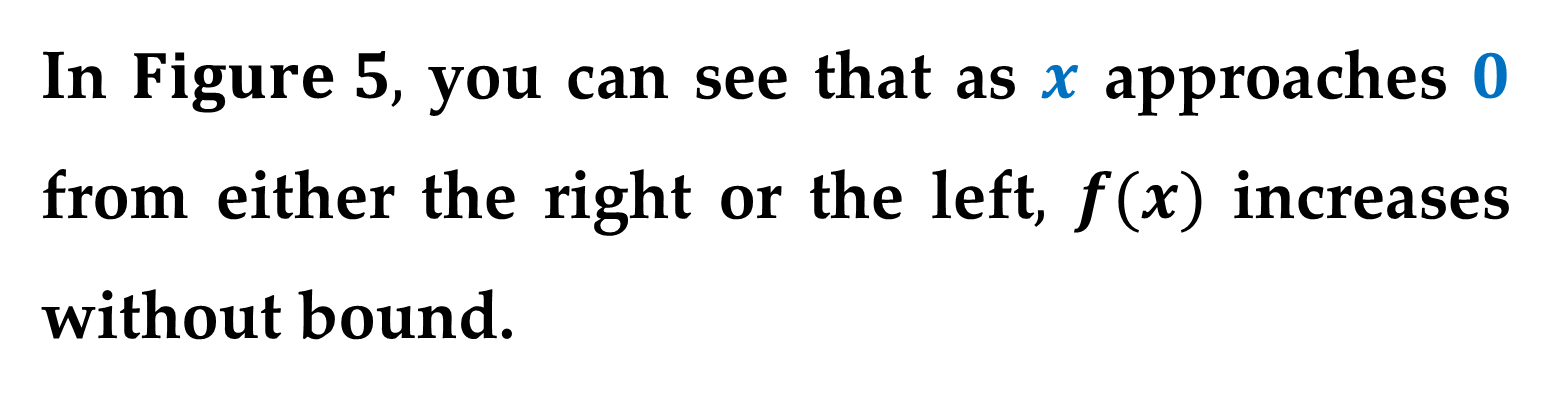 In Figure 5, you can see that as x approaches 0
from either the right or the left, f(x) increases
without bound.